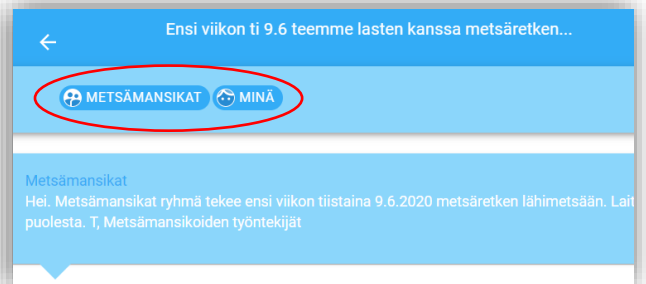 Ensi viikon ti 9.6 teemme lasten kanssa metsäretken...
METSÄMANSIKAT MINÄ
Metsämansikat
Hei. Metsämansikat ryhmä tekee ensi viikon tiistaina 9.6.2020 metsäretken lähimetsään. Lait
puolesta. T, Metsämansikoiden työntekijät